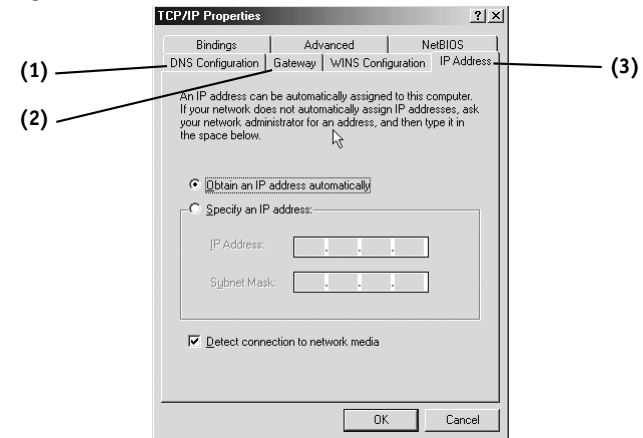 TCP/IP Properties ? ×
Bindings Advanced NetBIOS
DNS Configuration Gateway WINS Configuration IP Address
(1)
(2)
(3)
An IP address can be automatically assigned to this computer.
If your network does not automatically assign IP addresses, ask
your network administrator for an address, and then type it in
the space below.
Obtain an IP address automatically
Specify an IP address:
IP Address: . . .
Subnet Mask: . . .
Detect connection to network media
OK Cancel